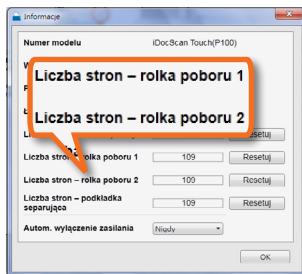 Informacje
Numer modelu iDocScan Touch(P100)
Liczba stron – rolka poboru 1
Liczba stron – rolka poboru 2
Resetuj
Liczba stron – rolka poboru 1 109 Resetuj
Liczba stron – rolka poboru 2 109 Resetuj
Liczba stron – podkładka
separująca 109 Resetuj
Autom. wyłączenie zasilania Nigdy
OK